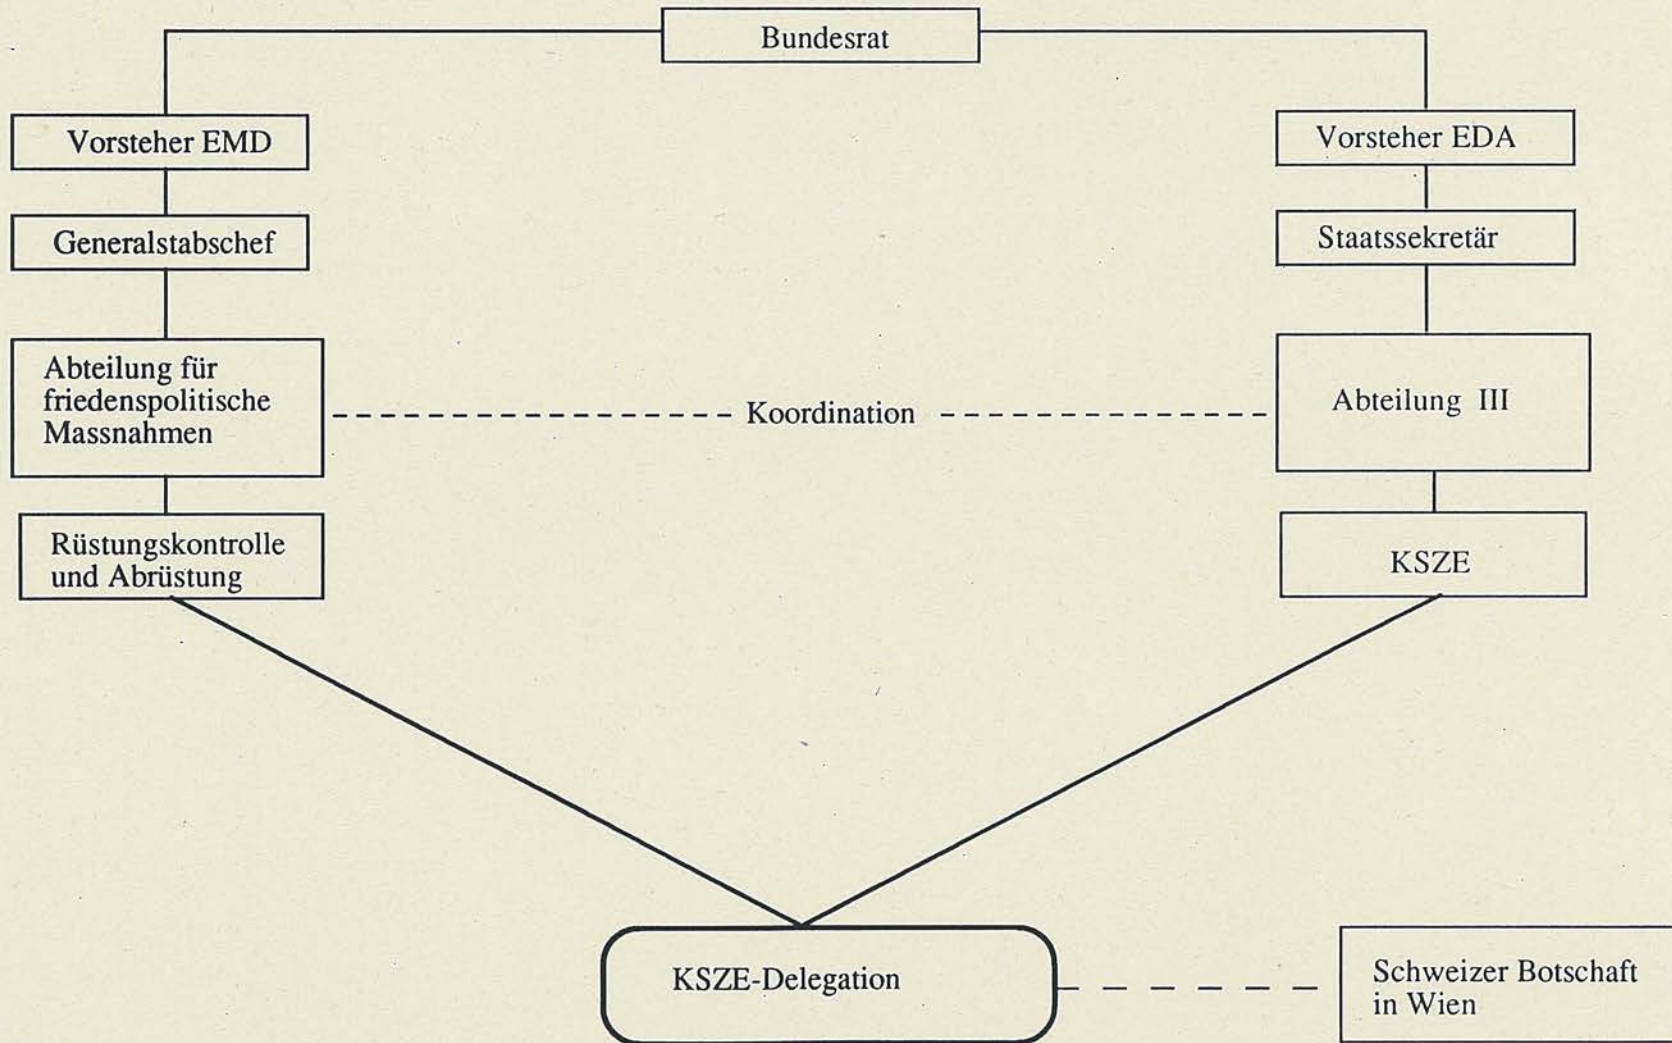 Bundesrat
Vorsteher EMD
Vorsteher EDA
Generalstabschef
Staatssekretär
Abteilung für
friedenspolitische
Massnahmen
Koordination
Abteilung III
Rüstungskontrolle
und Abrüstung
KSZE
KSZE-Delegation
Schweizer Botschaft
in Wien